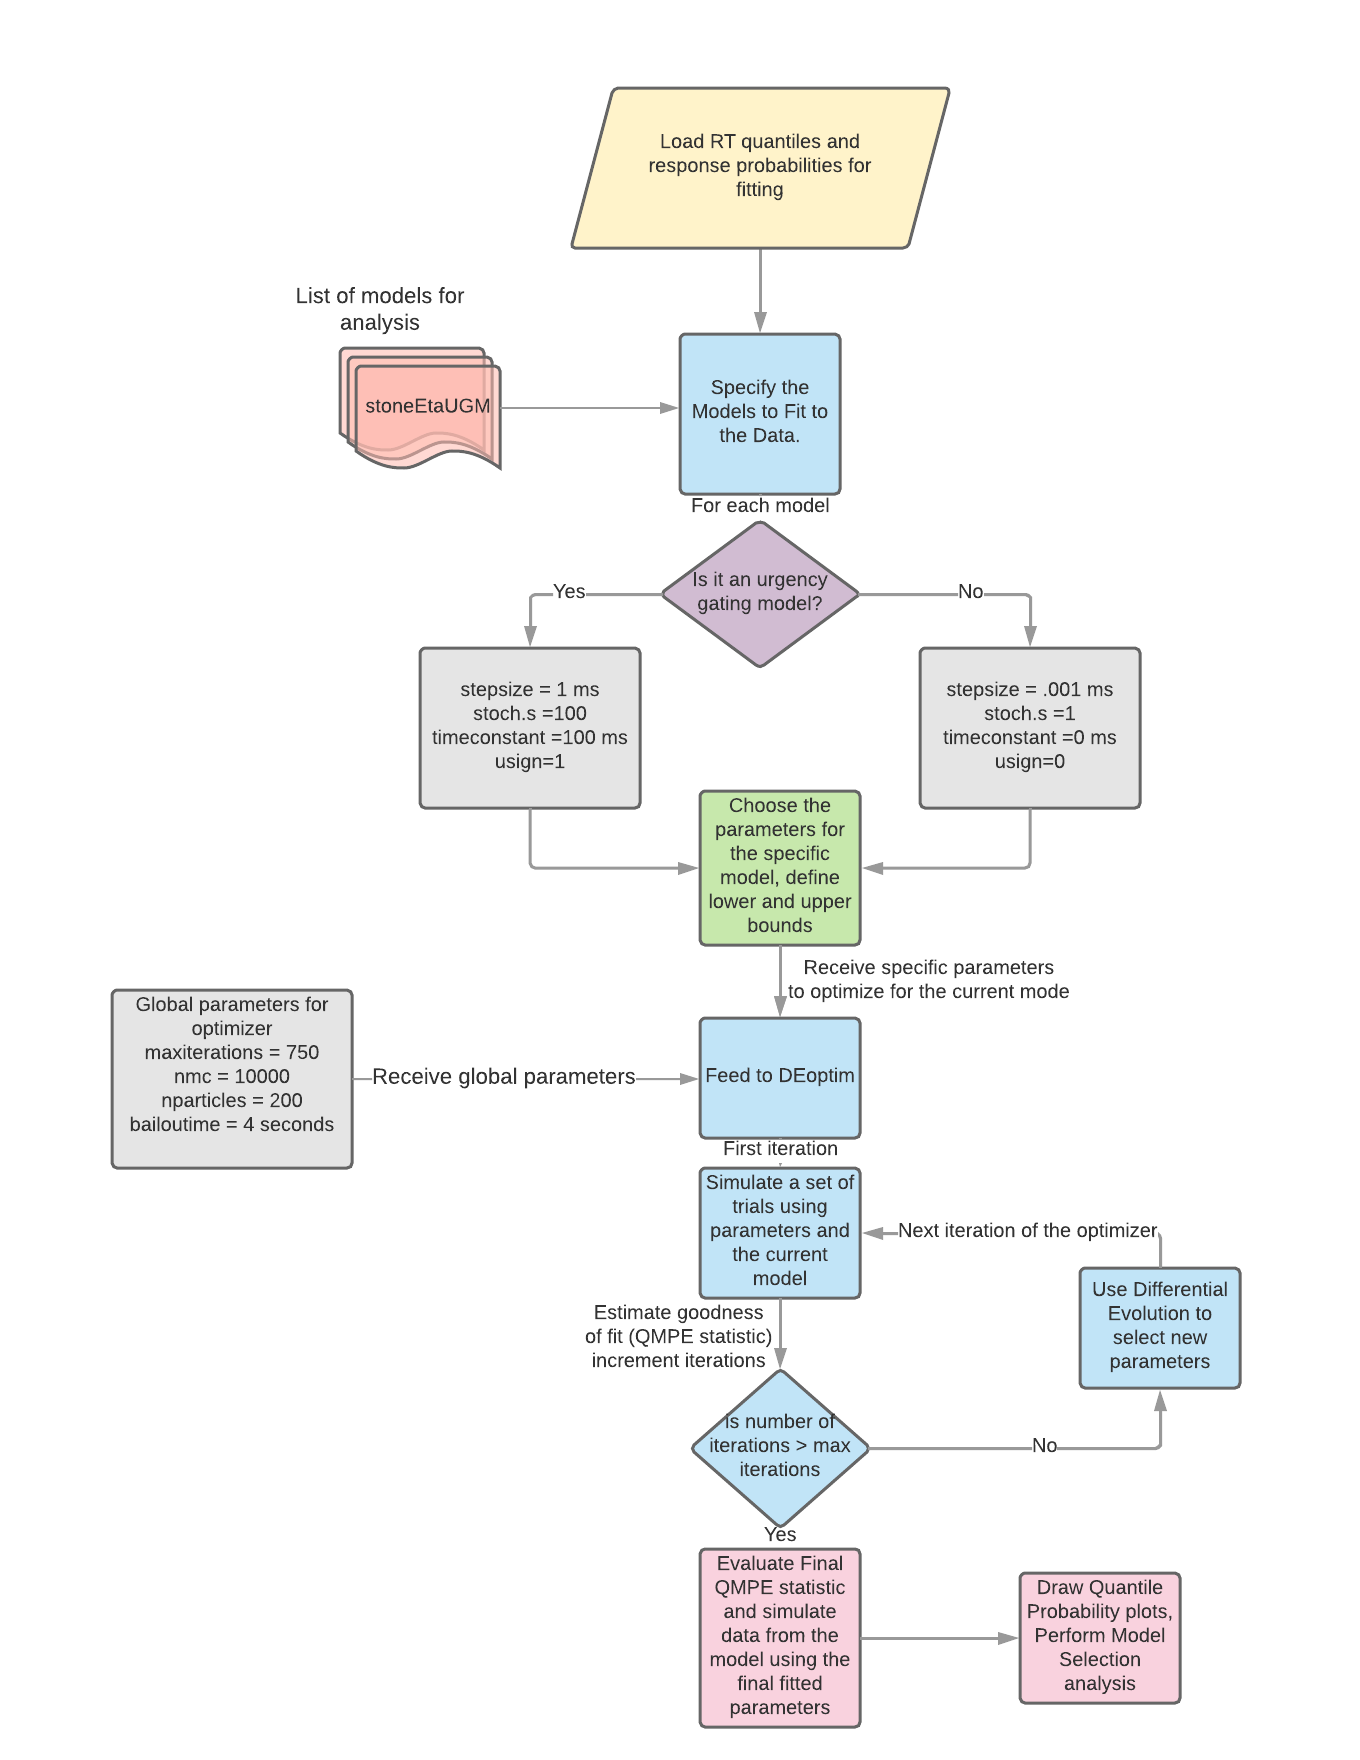 Load RT quantiles and
response probabilities for
fitting
List of models for
analysis
stoneEtaUGM
Specify the
Models to Fit to
the Data.
For each model
Is it an urgency
gating model?
Yes
No
stepsize = 1 ms
stoch.s =100
timeconstant =100 ms
usign=1
stepsize = .001 ms
stoch.s =1
timeconstant =0 ms
usign=0
Choose the
parameters for
the specific
model, define
lower and upper
bounds
Receive specific parameters
to optimize for the current mode
Global parameters for
optimizer
maxiterations = 750
nmc = 10000
nparticles = 200
bailoutime = 4 seconds
Receive global parameters
Feed to DEoptim
First iteration
Simulate a set of
trials using
parameters and
the current
model
Next iteration of the optimizer
Use Differential
Evolution to
select new
parameters
Estimate goodness
of fit (QMPE statistic)
increment iterations
Is number of
iterations > max
iterations
No
Yes
Evaluate Final
QMPE statistic
and simulate
data from the
model using the
final fitted
parameters
Draw Quantile
Probability plots,
Perform Model
Selection
analysis